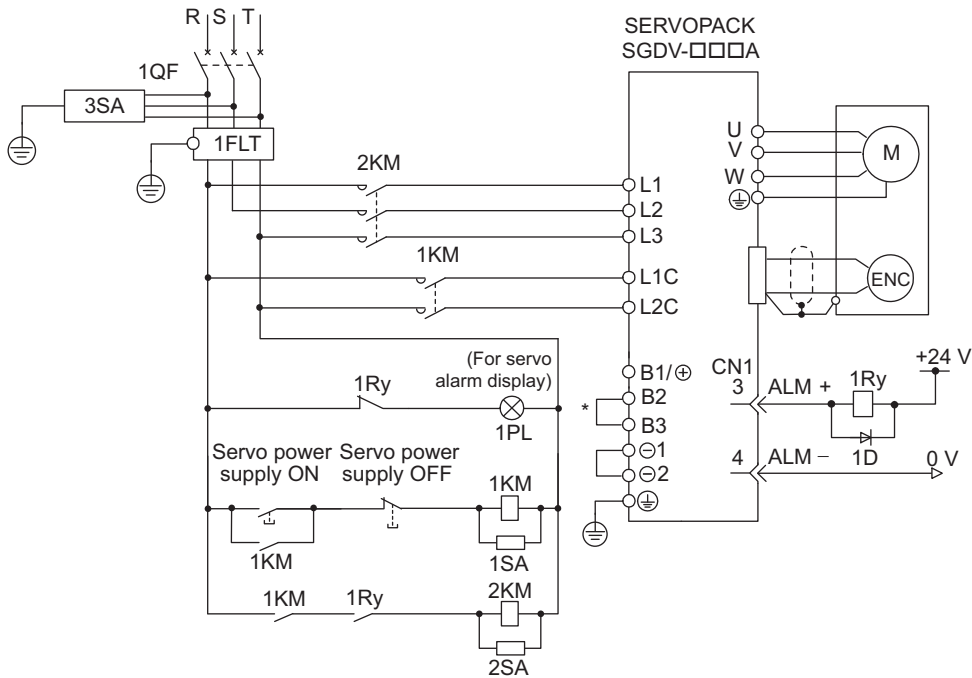 R S T
1QF
3SA
1FLT
2KM
1KM
SERVOPACK
SGDV-□□□A
L1
L2
L3
L1C
L2C
B1/⊕
B2
*
B3
⊖1
⊖2
U
V
W
M
ENC
CN1
3
ALM +
1Ry
+24 V
1D
4
ALM −
0 V
(For servo
alarm display)
1Ry
1PL
Servo power
supply ON
Servo power
supply OFF
1KM
1KM
1SA
1KM
1Ry
2KM
2SA